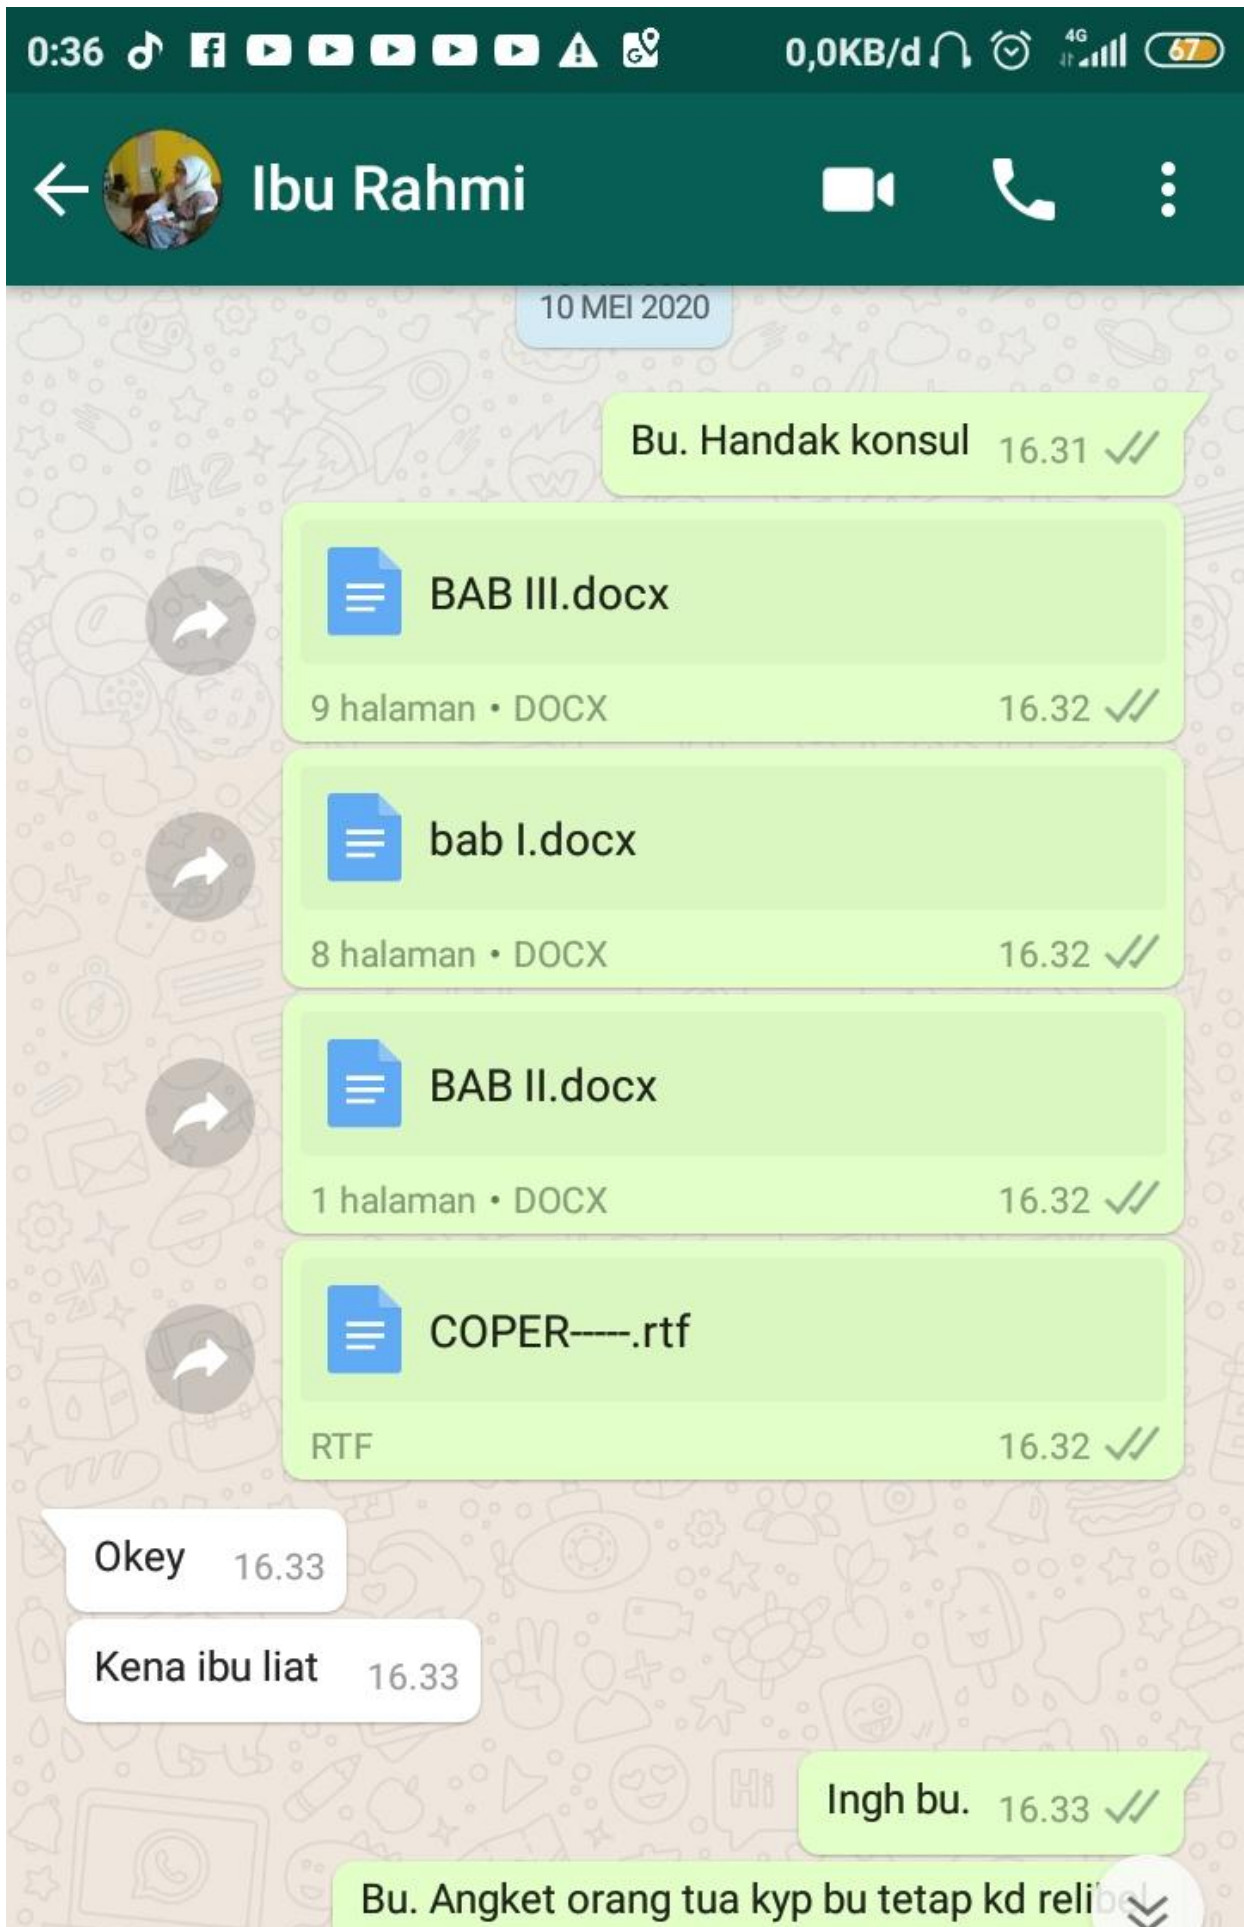 0:36 0,0KB/d 4G 67
Ibu Rahmi
10 MEI 2020
Bu. Handak konsul 16.31
BAB III.docx
9 halaman • DOCX 16.32
bab I.docx
8 halaman • DOCX 16.32
BAB II.docx
1 halaman • DOCX 16.32
COPER-----.rtf
RTF 16.32
Okey 16.33
Kena ibu liat 16.33
Ingh bu. 16.33
Bu. Angket orang tua kyp bu tetap kd relibel